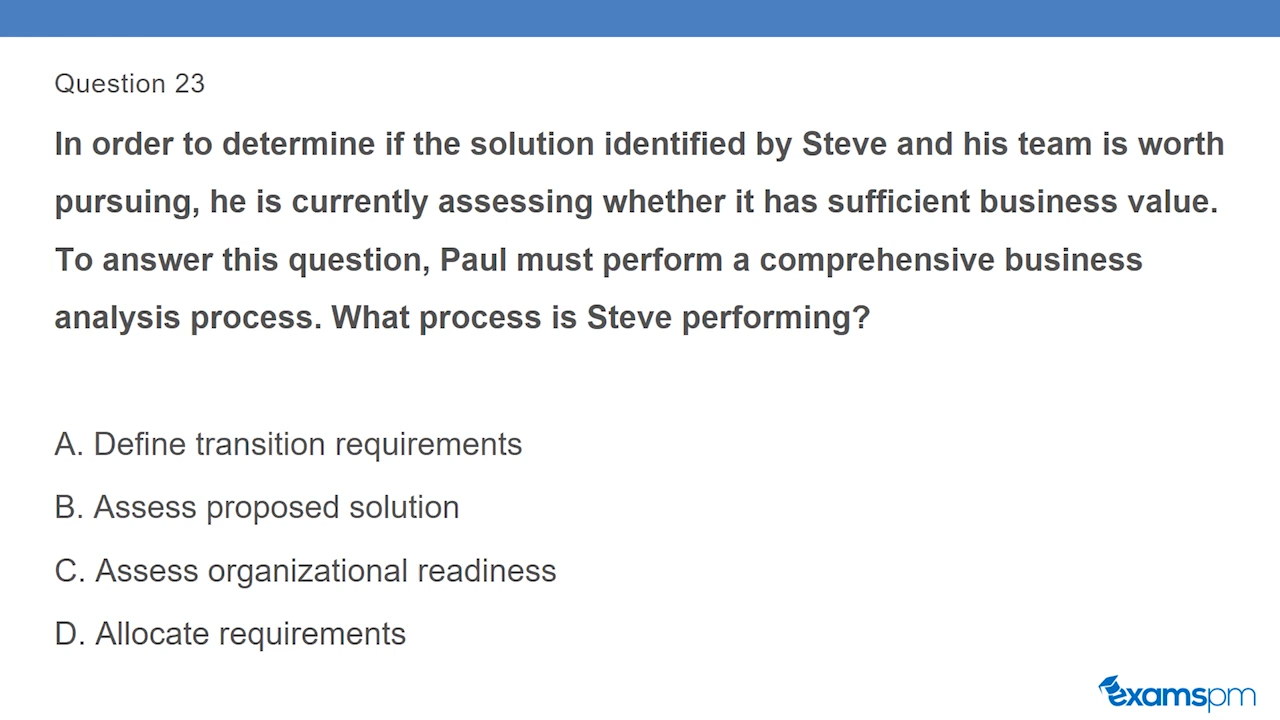 Question 23
In order to determine if the solution identified by Steve and his team is worth
pursuing, he is currently assessing whether it has sufficient business value.
To answer this question, Paul must perform a comprehensive business
analysis process. What process is Steve performing?
A. Define transition requirements
B. Assess proposed solution
C. Assess organizational readiness
D. Allocate requirements
examspm